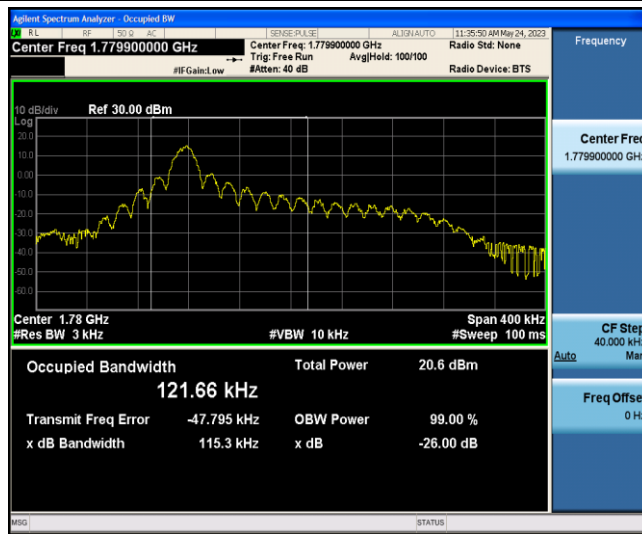 Agilent Spectrum Analyzer - Occupied BW
RL RF 50 Ω AC SENSE:PULSE ALIGNAUTO 11:35:50 AM May 24, 2023
Center Freq 1.779900000 GHz
Center Freq: 1.779900000 GHz Radio Std: None
Trig: Free Run Avg|Hold: 100/100
#IFGain:Low #Atten: 40 dB Radio Device: BTS
Frequency
10 dB/div Ref 30.00 dBm
Log
20.0
10.0
0.00
-10.0
-20.0
-30.0
-40.0
-50.0
-60.0
Center 1.78 GHz Span 400 kHz
#Res BW 3 kHz #VBW 10 kHz #Sweep 100 ms
Occupied Bandwidth Total Power 20.6 dBm
121.66 kHz
Transmit Freq Error -47.795 kHz OBW Power 99.00 %
x dB Bandwidth 115.3 kHz x dB -26.00 dB
Center Freq
1.779900000 GHz
CF Step
40.000 kHz
Auto Man
Freq Offse
0 Hz
MSG STATUS